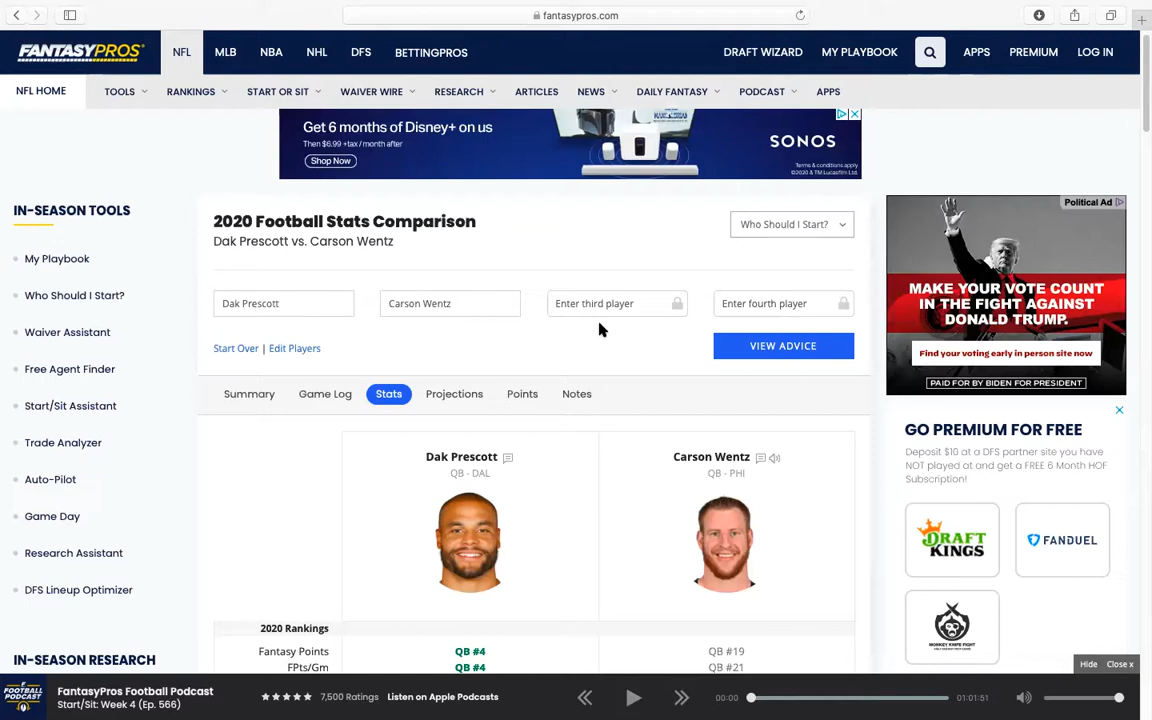 fantasypros.com
FANTASYPROS
NFL
MLB
NBA
NHL
DFS
BETTINGPROS
DRAFT WIZARD
MY PLAYBOOK
APPS
PREMIUM
LOG IN
NFL HOME
TOOLS
RANKINGS
START OR SIT
WAIVER WIRE
RESEARCH
ARTICLES
NEWS
DAILY FANTASY
PODCAST
APPS
Get 6 months of Disney+ on us
Then $6.99 +tax / month after
Shop Now
SONOS
Terms & conditions apply
©2020 & TM Lucasfilm Ltd.
IN-SEASON TOOLS
My Playbook
Who Should I Start?
Waiver Assistant
Free Agent Finder
Start/Sit Assistant
Trade Analyzer
Auto-Pilot
Game Day
Research Assistant
DFS Lineup Optimizer
IN-SEASON RESEARCH
2020 Football Stats Comparison
Dak Prescott vs. Carson Wentz
Who Should I Start?
Dak Prescott
Carson Wentz
Enter third player
Enter fourth player
Start Over | Edit Players
VIEW ADVICE
Summary
Game Log
Stats
Projections
Points
Notes
Dak Prescott
QB - DAL
Carson Wentz
QB - PHI
2020 Rankings
Fantasy Points QB #4 QB #19
FPts/Gm QB #4 QB #21
Political Ad
MAKE YOUR VOTE COUNT
IN THE FIGHT AGAINST
DONALD TRUMP.
Find your voting early in person site now
PAID FOR BY BIDEN FOR PRESIDENT
GO PREMIUM FOR FREE
Deposit $10 at a DFS partner site you have
NOT played at and get a FREE 6 Month HOF
Subscription!
DRAFT
KINGS
FANDUEL
MONKEY KNIFE FIGHT
Hide
Close x
FOOTBALL
PODCAST
FantasyPros Football Podcast
Start/Sit: Week 4 (Ep. 566)
7,500 Ratings
Listen on Apple Podcasts
00:00
01:01:51